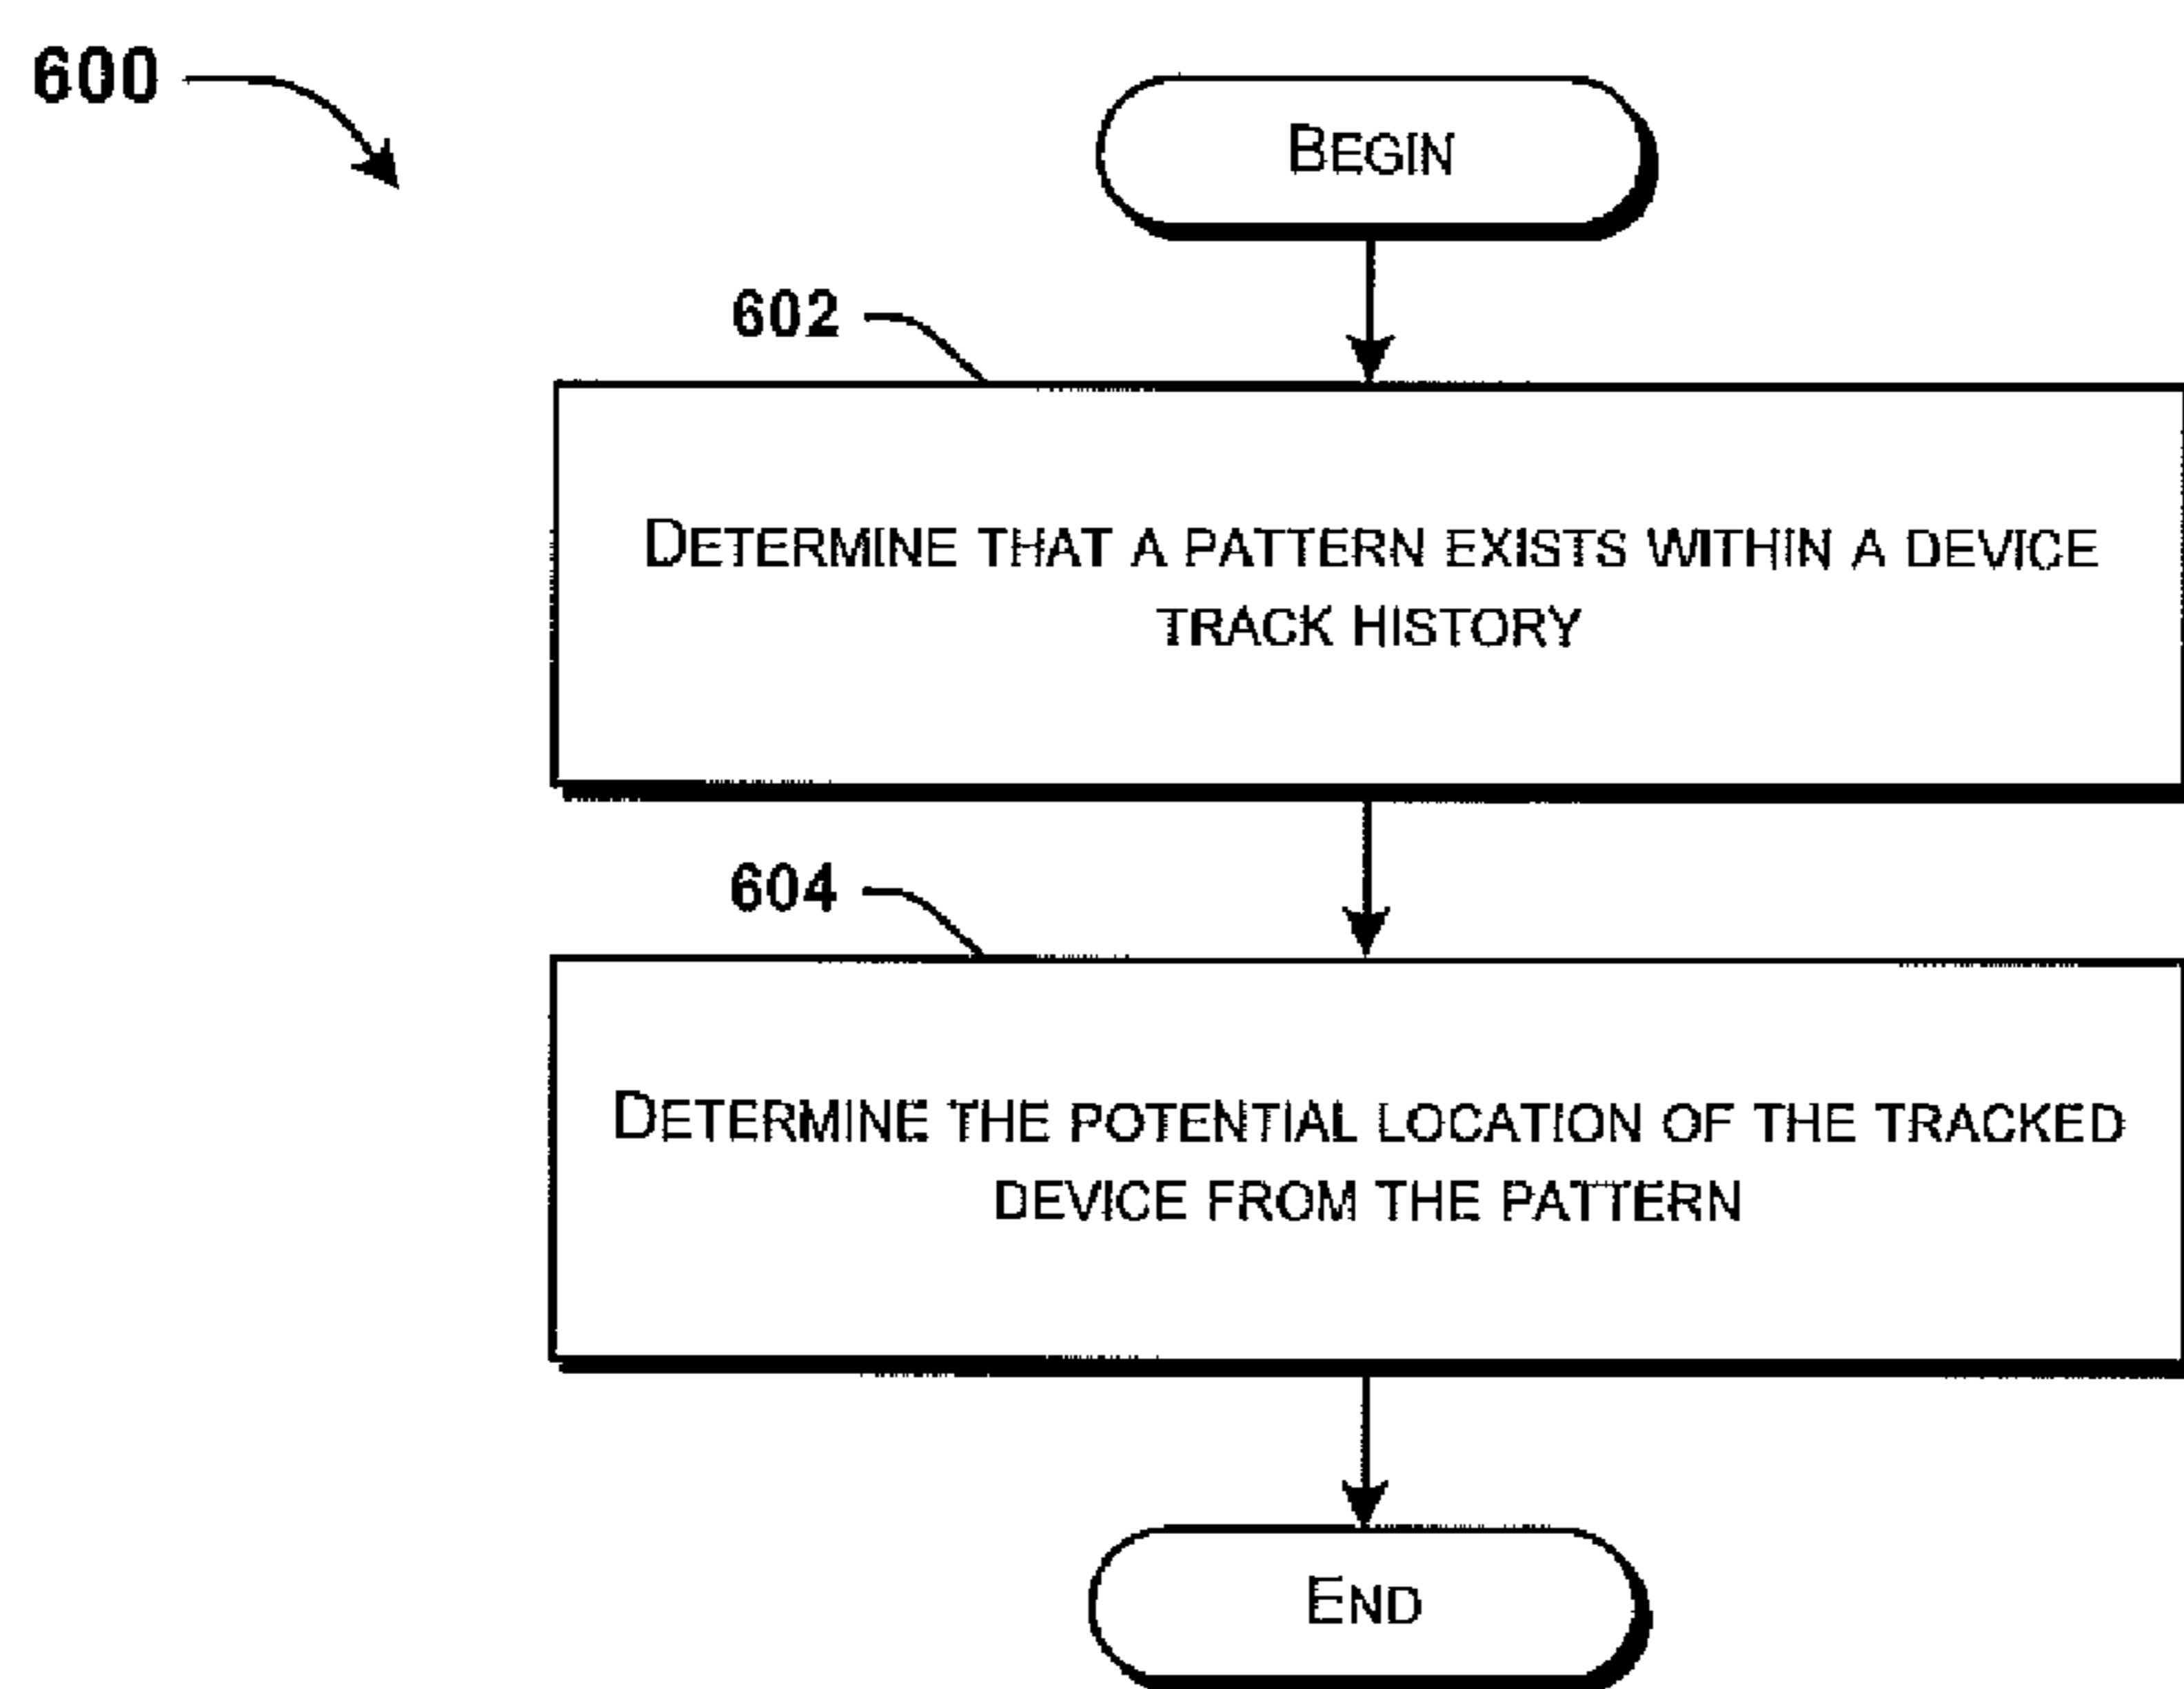 600
BEGIN
602
DETERMINE THAT A PATTERN EXISTS WITHIN A DEVICE
TRACK HISTORY
604
DETERMINE THE POTENTIAL LOCATION OF THE TRACKED
DEVICE FROM THE PATTERN
END